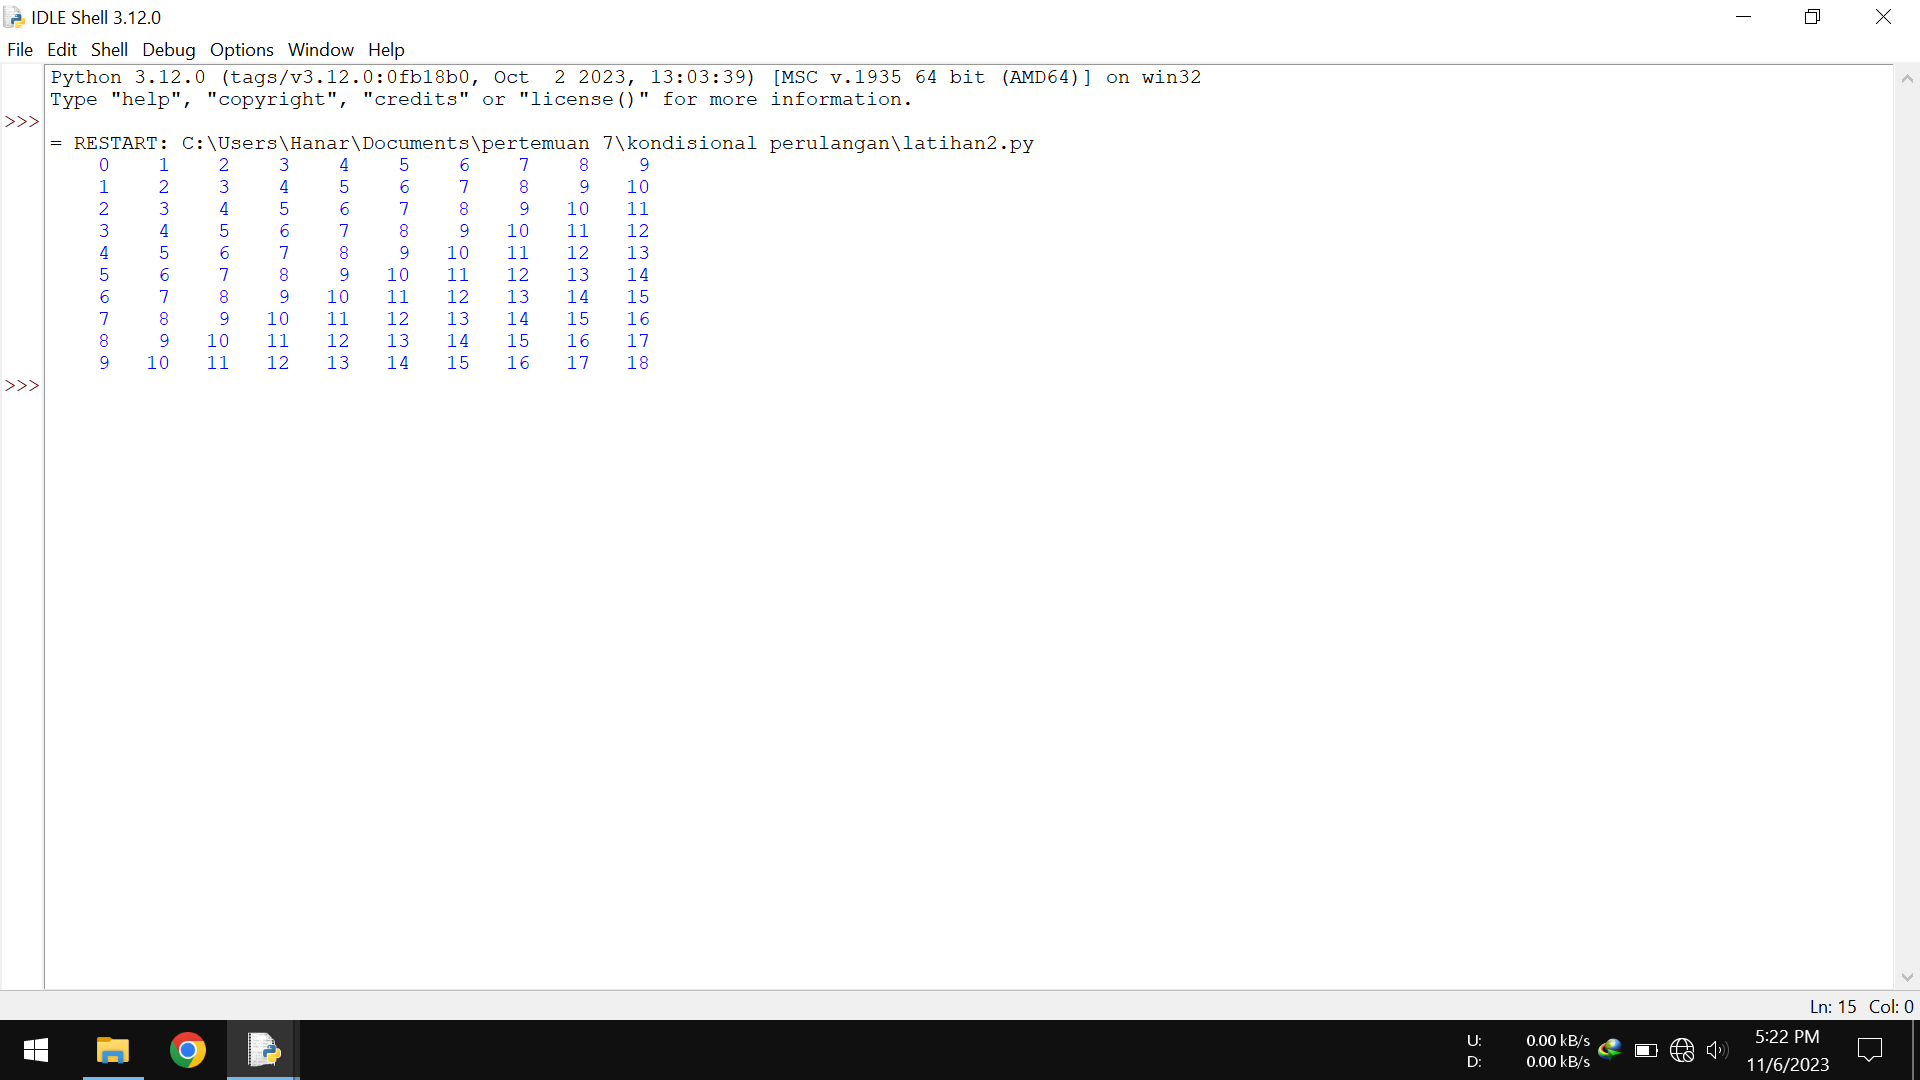 IDLE Shell 3.12.0
File Edit Shell Debug Options Window Help
Python 3.12.0 (tags/v3.12.0:0fb18b0, Oct  2 2023, 13:03:39) [MSC v.1935 64 bit (AMD64)] on win32
Type "help", "copyright", "credits" or "license()" for more information.
>>>
= RESTART: C:\Users\Hanar\Documents\pertemuan 7\kondisional perulangan\latihan2.py
0 1 2 3 4 5 6 7 8 9
1 2 3 4 5 6 7 8 9 10
2 3 4 5 6 7 8 9 10 11
3 4 5 6 7 8 9 10 11 12
4 5 6 7 8 9 10 11 12 13
5 6 7 8 9 10 11 12 13 14
6 7 8 9 10 11 12 13 14 15
7 8 9 10 11 12 13 14 15 16
8 9 10 11 12 13 14 15 16 17
9 10 11 12 13 14 15 16 17 18
>>>
Ln: 15 Col: 0
U: 0.00 kB/s
D: 0.00 kB/s
5:22 PM
11/6/2023